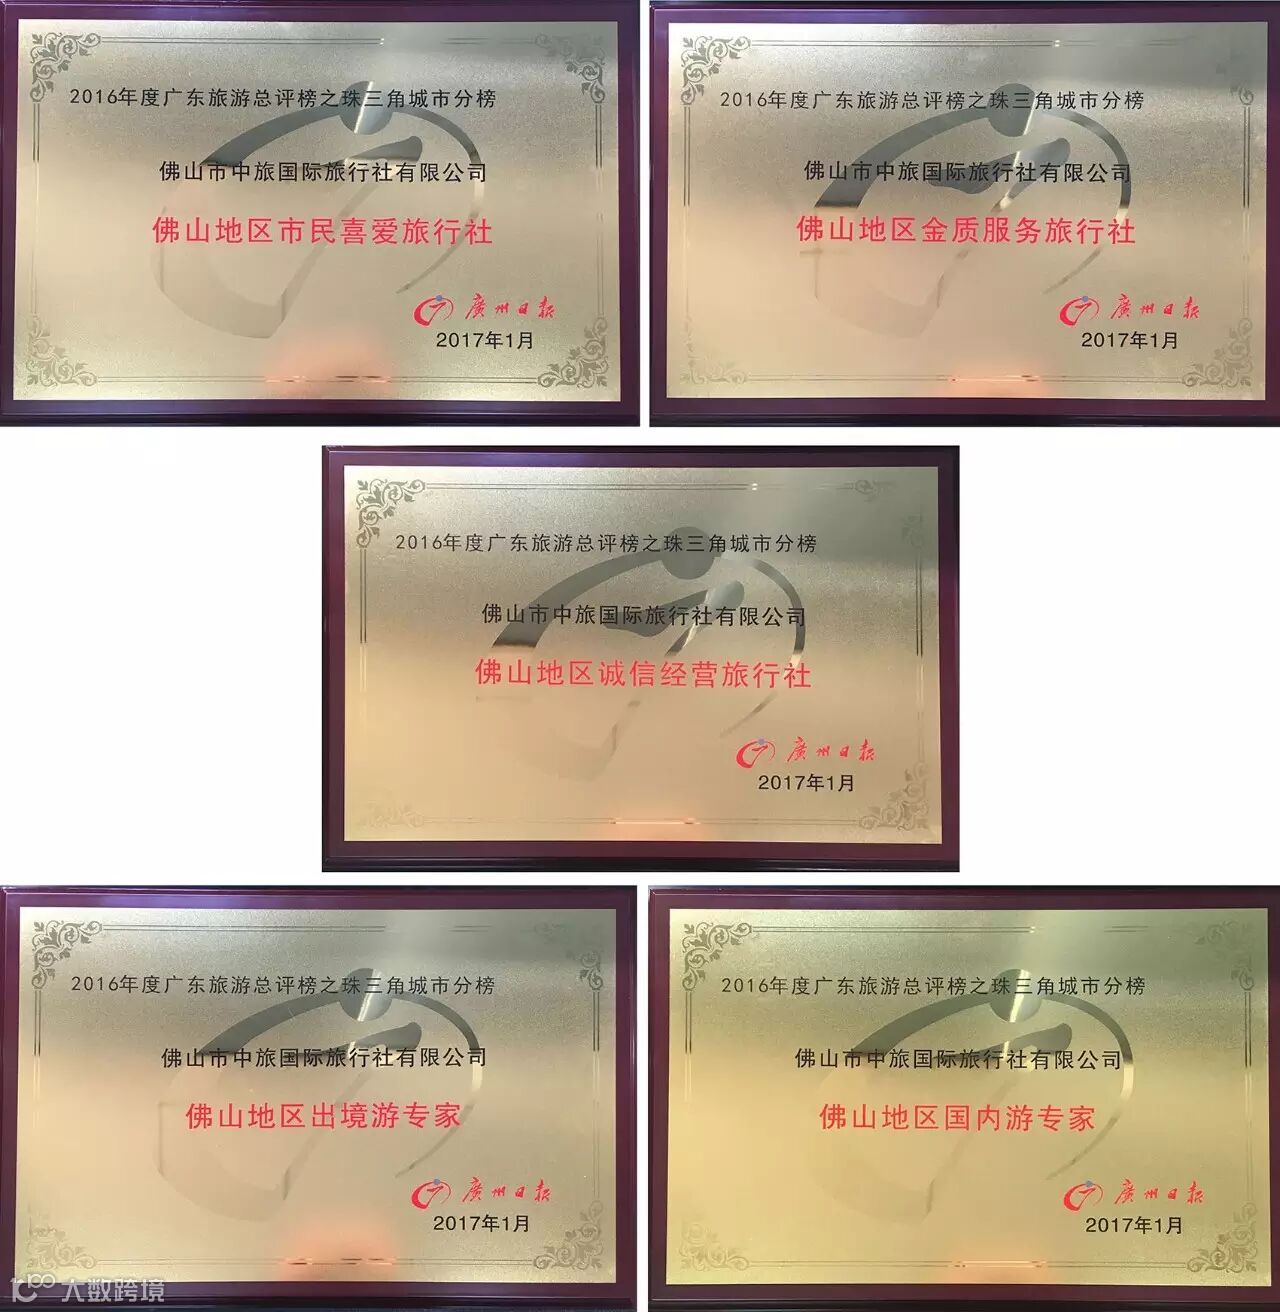 2016年度广东旅游总评榜之珠三角城市分榜
佛山市中旅国际旅行社有限公司
佛山地区市民喜爱旅行社
廣州日报
2017年1月
2016年度广东旅游总评榜之珠三角城市分榜
佛山市中旅国际旅行社有限公司
佛山地区金质服务旅行社
廣州日报
2017年1月
2016年度广东旅游总评榜之珠三角城市分榜
佛山市中旅国际旅行社有限公司
佛山地区诚信经营旅行社
廣州日报
2017年1月
2016年度广东旅游总评榜之珠三角城市分榜
佛山市中旅国际旅行社有限公司
佛山地区出境游专家
廣州日报
2017年1月
2016年度广东旅游总评榜之珠三角城市分榜
佛山市中旅国际旅行社有限公司
佛山地区国内游专家
廣州日报
2017年1月
大数跨境